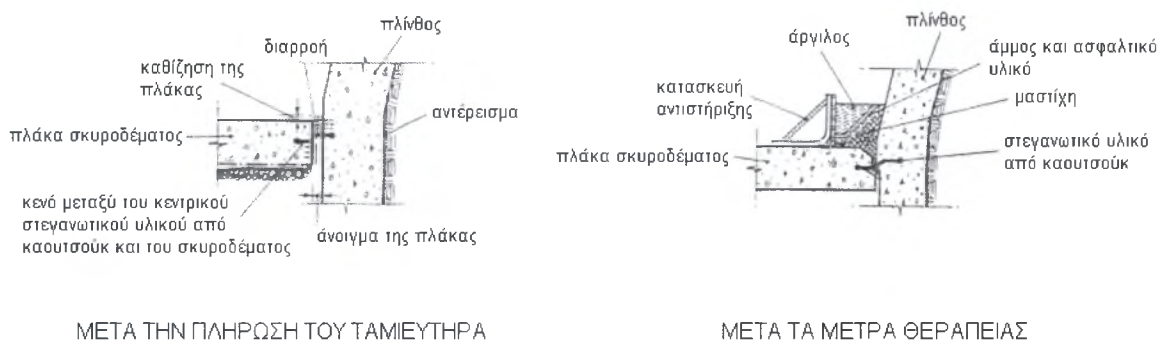 πλίνθος
διαρροή
καθίζηση της
πλάκας
αντέρεισμα
πλάκα σκυροδέματος
κενό μεταξύ του κεντρικού
στεγανωτικού υλικού από
καουτσούκ και του σκυροδέματος
άνοιγμα της πλάκας
ΜΕΤΑ ΤΗΝ ΠΛΗΡΩΣΗ ΤΟΥ ΤΑΜΙΕΥΤΗΡΑ
πλίνθος
άργιλος
άμμος και ασφαλτικό
υλικό
κατασκευή
αντιστήριξης
μαστίχη
πλάκα σκυροδέματος
στεγανωτικό υλικό
από καουτσούκ
ΜΕΤΑ ΤΑ ΜΕΤΡΑ ΘΕΡΑΠΕΙΑΣ